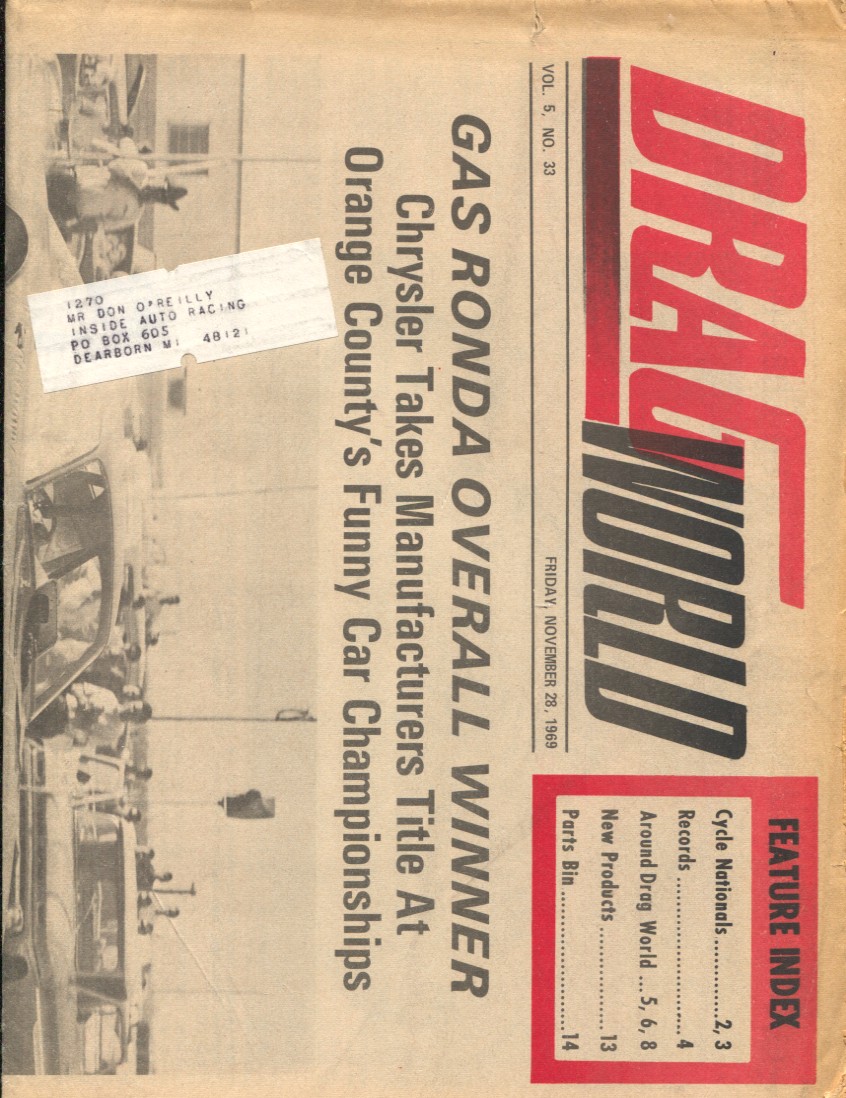 DRAG WORLD
VOL. 5, NO. 33
FRIDAY, NOVEMBER 28, 1969
FEATURE INDEX
Cycle Nationals ..............2, 3
Records ........................ 4
Around Drag World ... 5, 6, 8
New Products ............... 13
Parts Bin .....................14
GAS RONDA OVERALL WINNER
Chrysler Takes Manufacturers Title At
Orange County's Funny Car Championships
1270
MR DON O'REILLY
INSIDE AUTO RACING
PO BOX 605
DEARBORN MI 48121